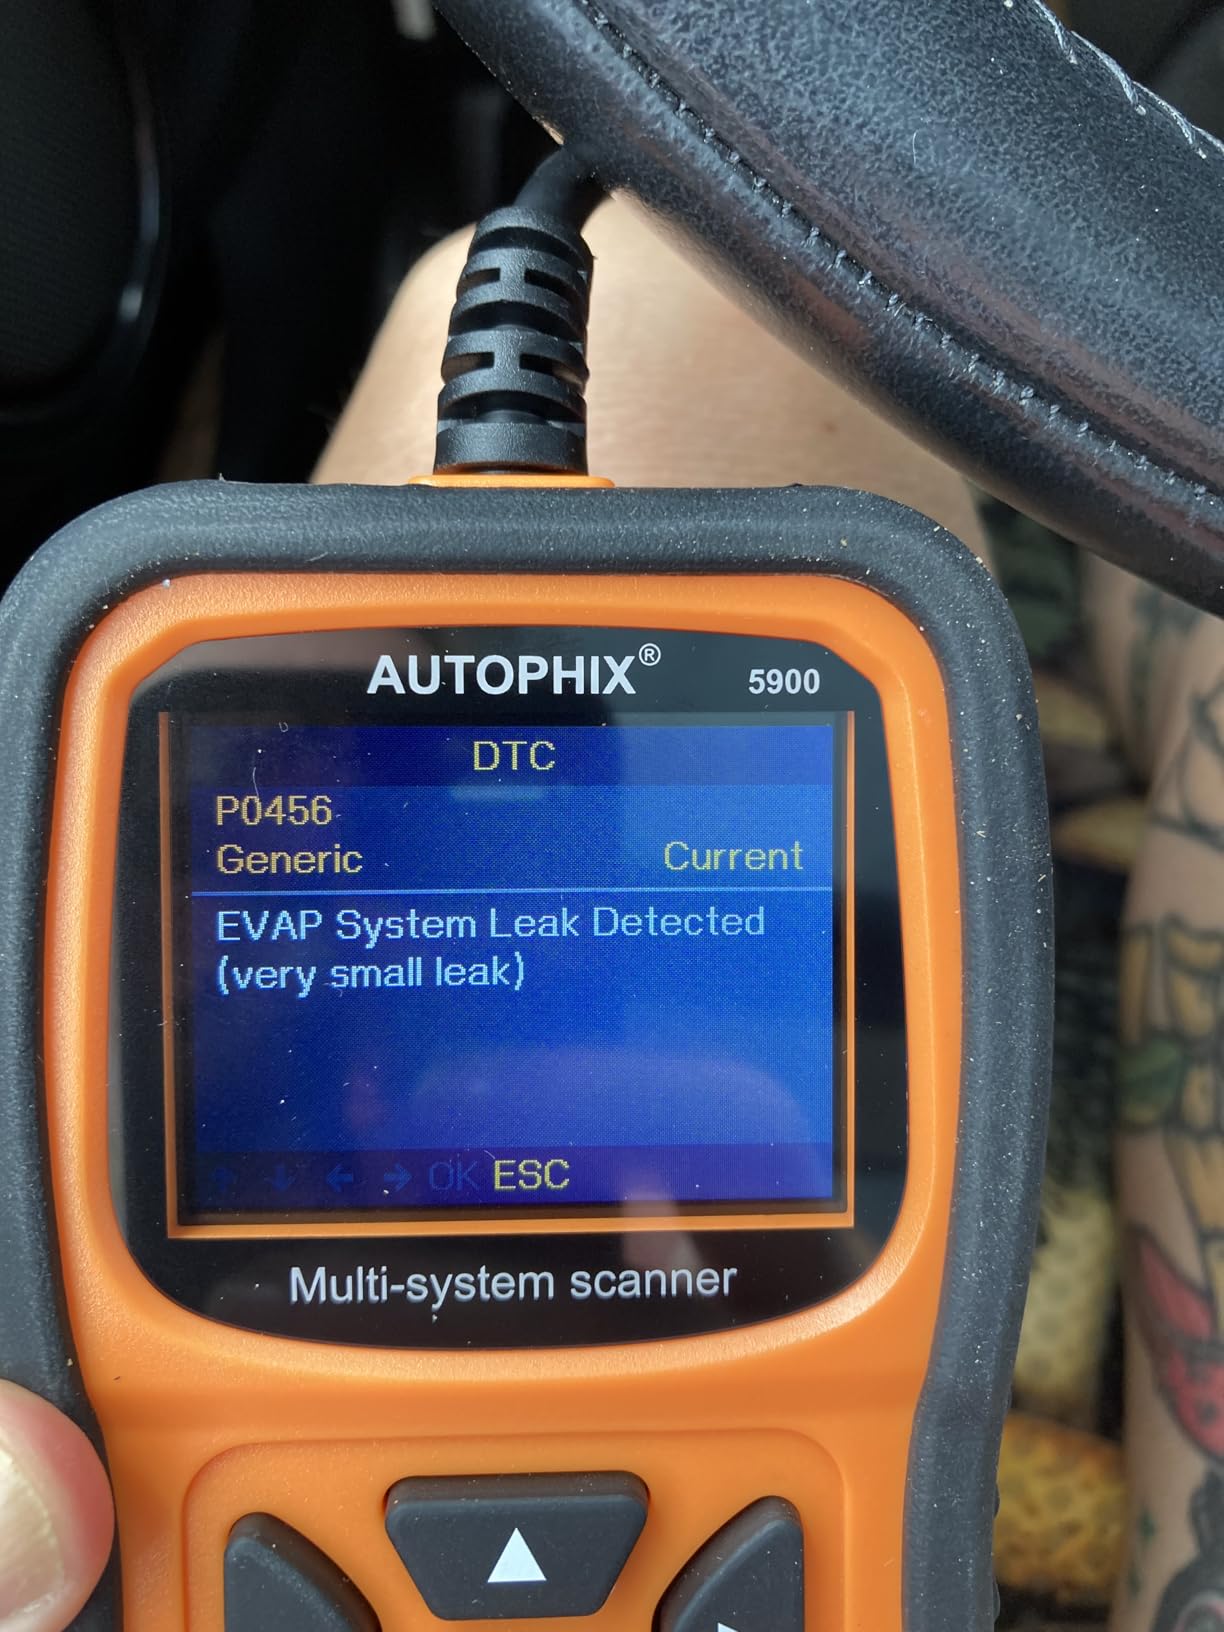 AUTOPHIX® 5900
DTC
P0456
Generic Current
EVAP System Leak Detected
(very small leak)
↑ ↓ ← → OK ESC
Multi-system scanner